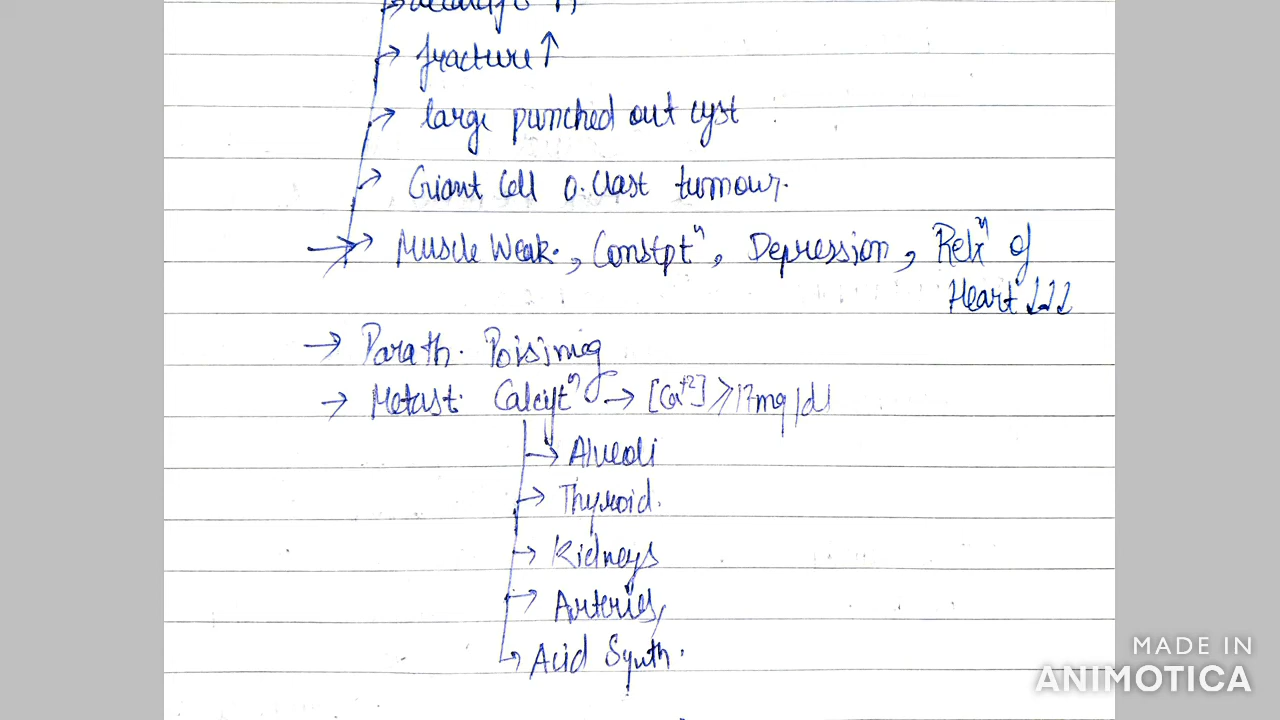 → fracture ↑
→ large punched out cyst
→ Giant Cell O.Clast tumour.
→ Muscle Weak., Constptⁿ, Depression, Relxⁿ of
Heart ↓↓↓
→ Parath. Poisimg
→ Metast. Calcifⁿ → [Ca⁺²] ≥ 17mg/dl
→ Alveoli
→ Thyroid.
→ Kidneys
→ Arteries,
→ Acid Synth.
MADE IN
ANIMOTICA